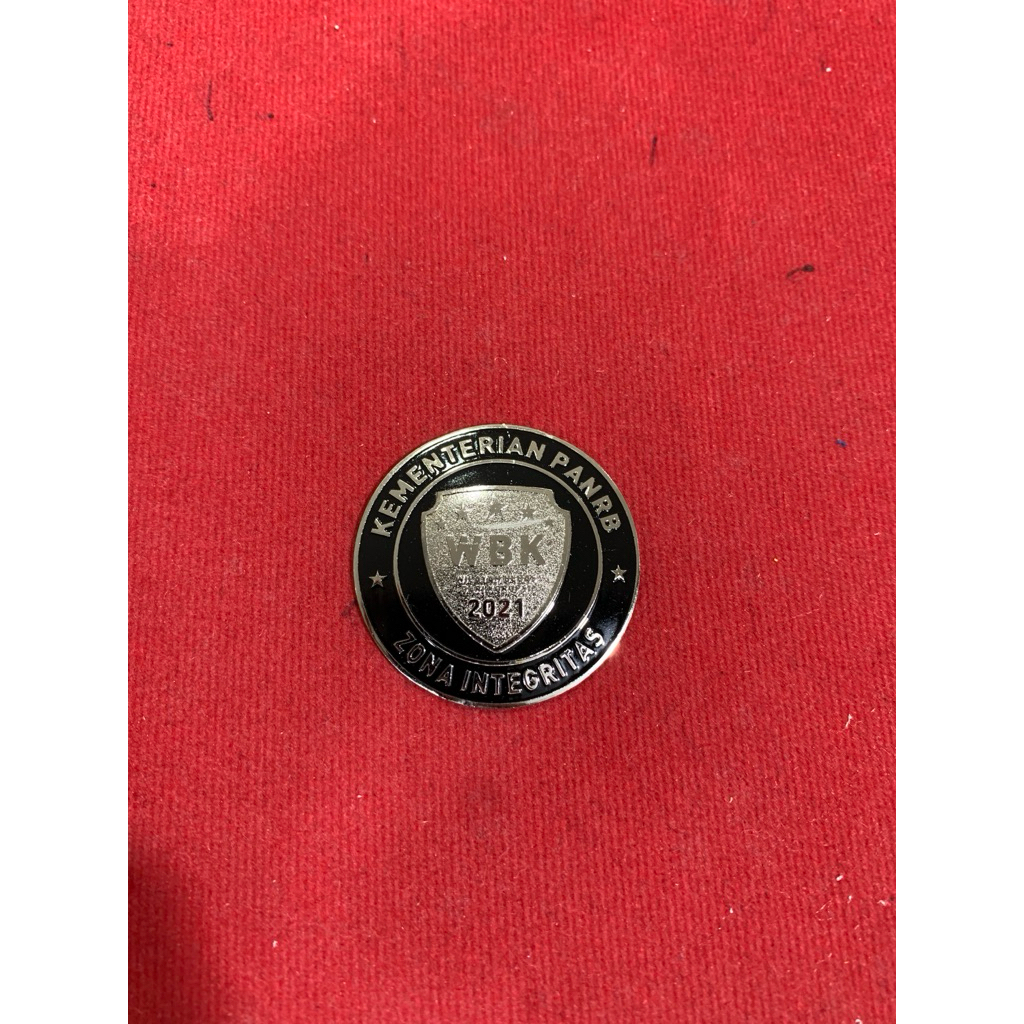 KEMENTERIAN PANRB
WBK
2021
ZONA INTEGRITAS